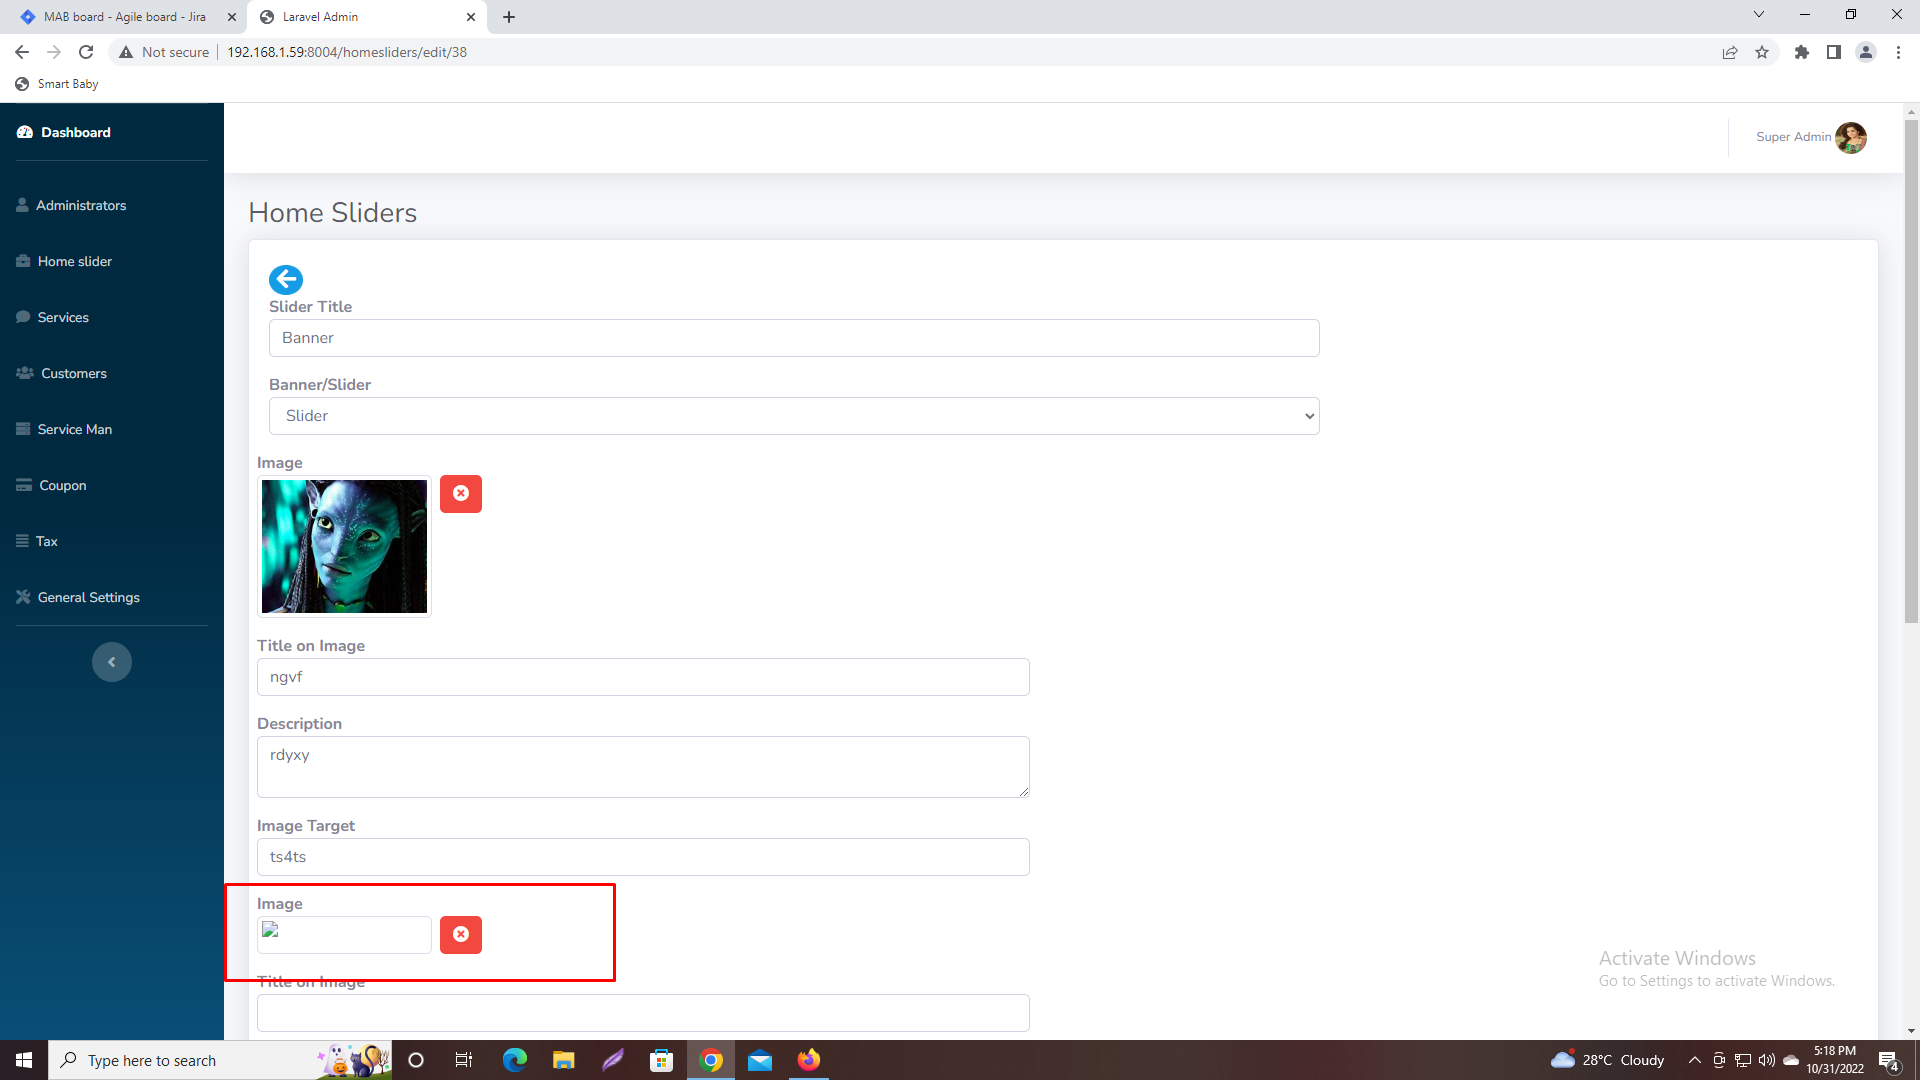 MAB board - Agile board - Jira
Laravel Admin
Not secure
192.168.1.59:8004/homesliders/edit/38
Smart Baby
Dashboard
Super Admin
Administrators
Home slider
Services
Customers
Service Man
Coupon
Tax
General Settings
Home Sliders
Slider Title
Banner
Banner/Slider
Slider
Image
Title on Image
ngvf
Description
rdyxy
Image Target
ts4ts
Image
Title on Image
Activate Windows
Go to Settings to activate Windows.
Type here to search
28°C Cloudy
5:18 PM
10/31/2022
4